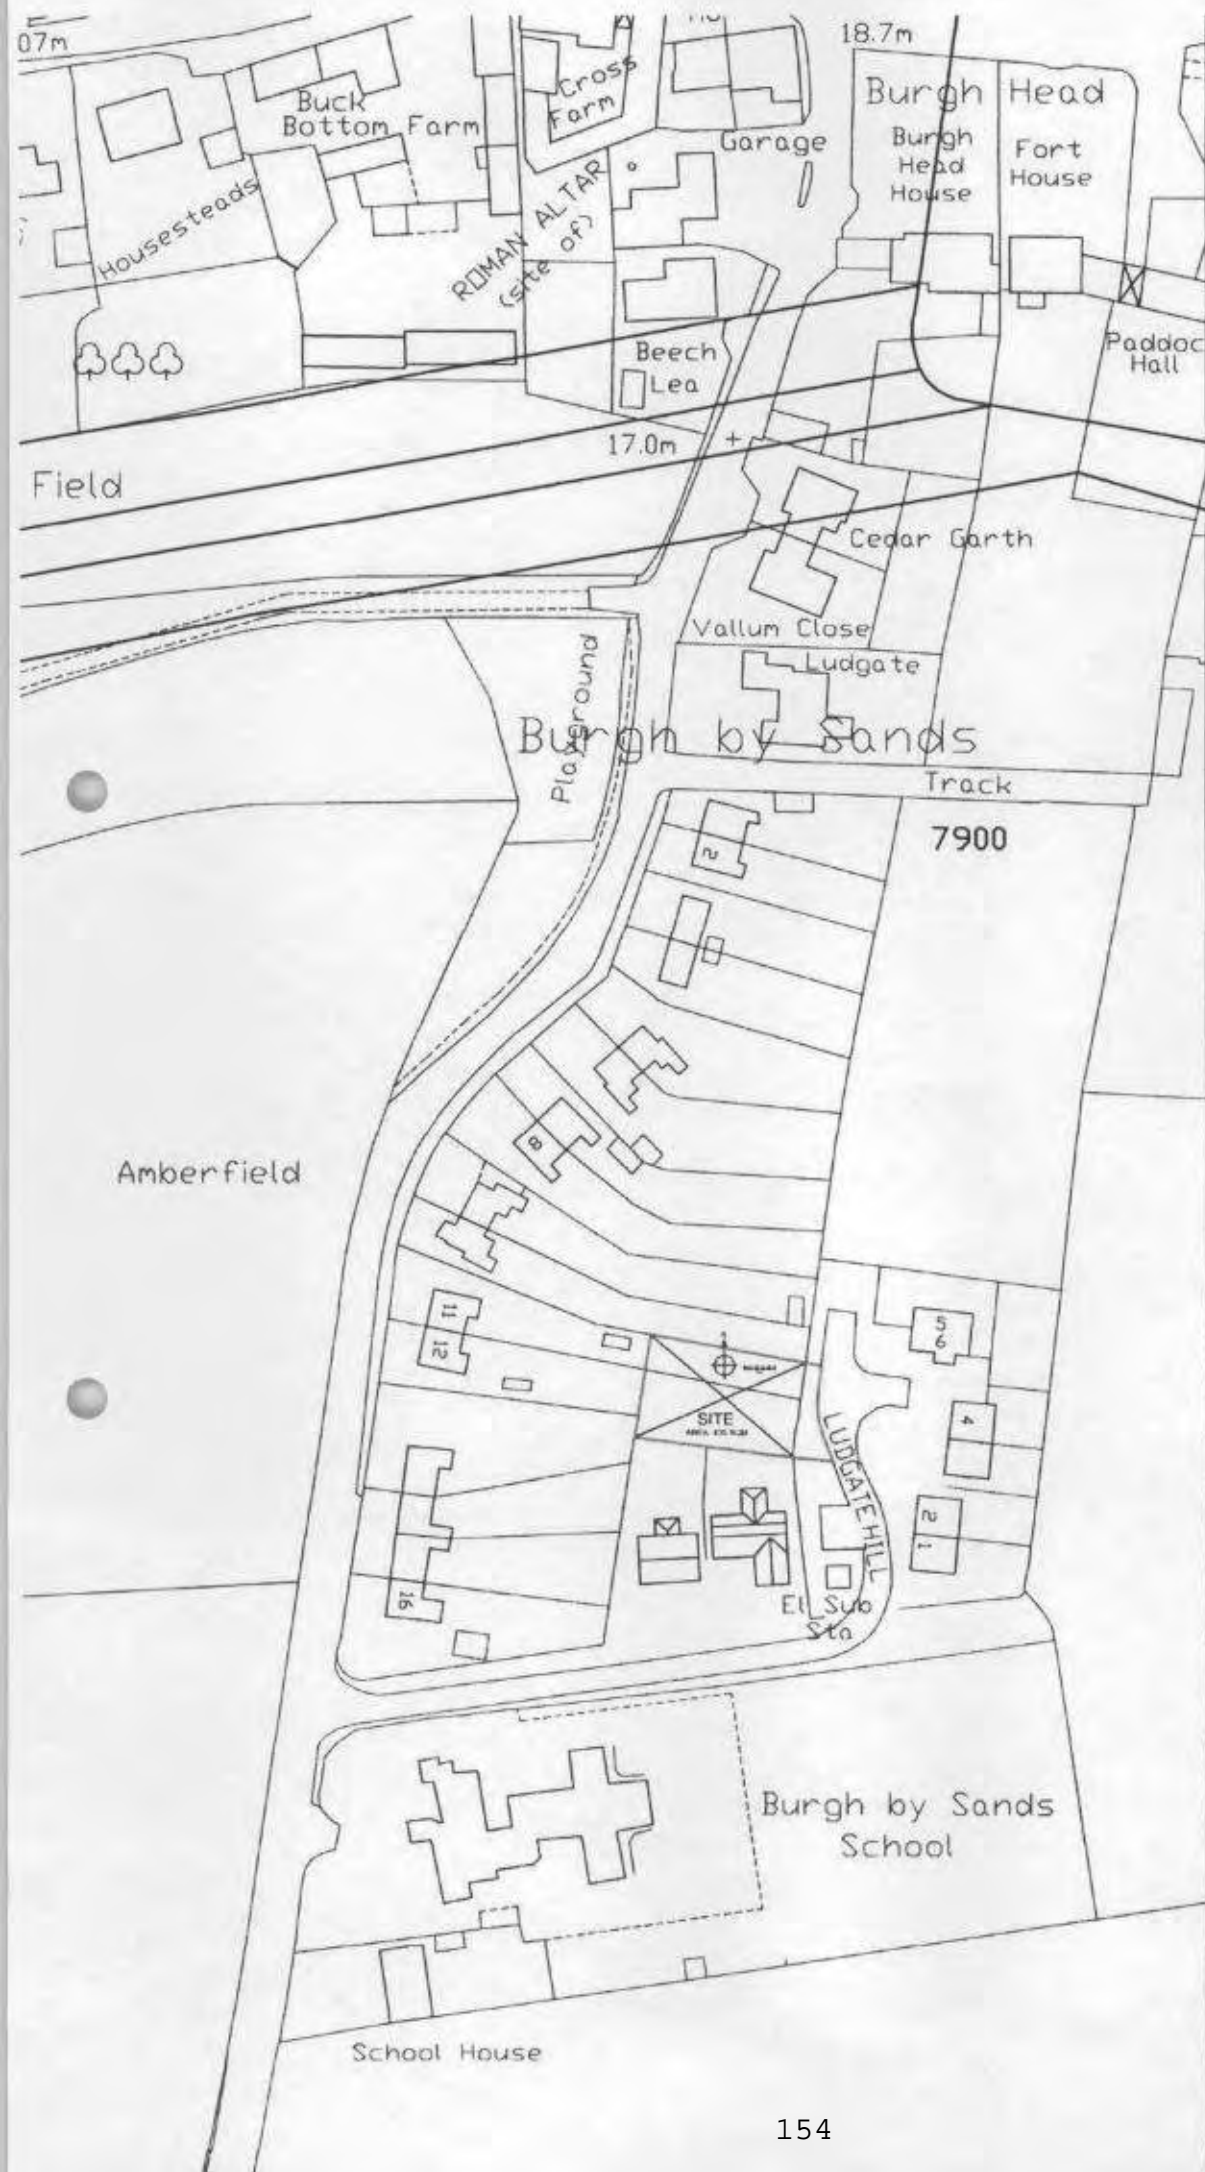 07m
18.7m
Burgh Head
Buck
Bottom Farm
Cross
Farm
Garage
Burgh
Head
House
Fort
House
Housesteads
ROMAN ALTAR
(site of)
Beech
Lea
Paddoc
Hall
17.0m
Field
Cedar Garth
Vallum Close
Ludgate
Playground
Burgh by Sands
Track
7900
2
8
Amberfield
11
12
5
6
4
SITE
LUDGATE HILL
2
1
16
El Sub
Stn
Burgh by Sands
School
School House
154